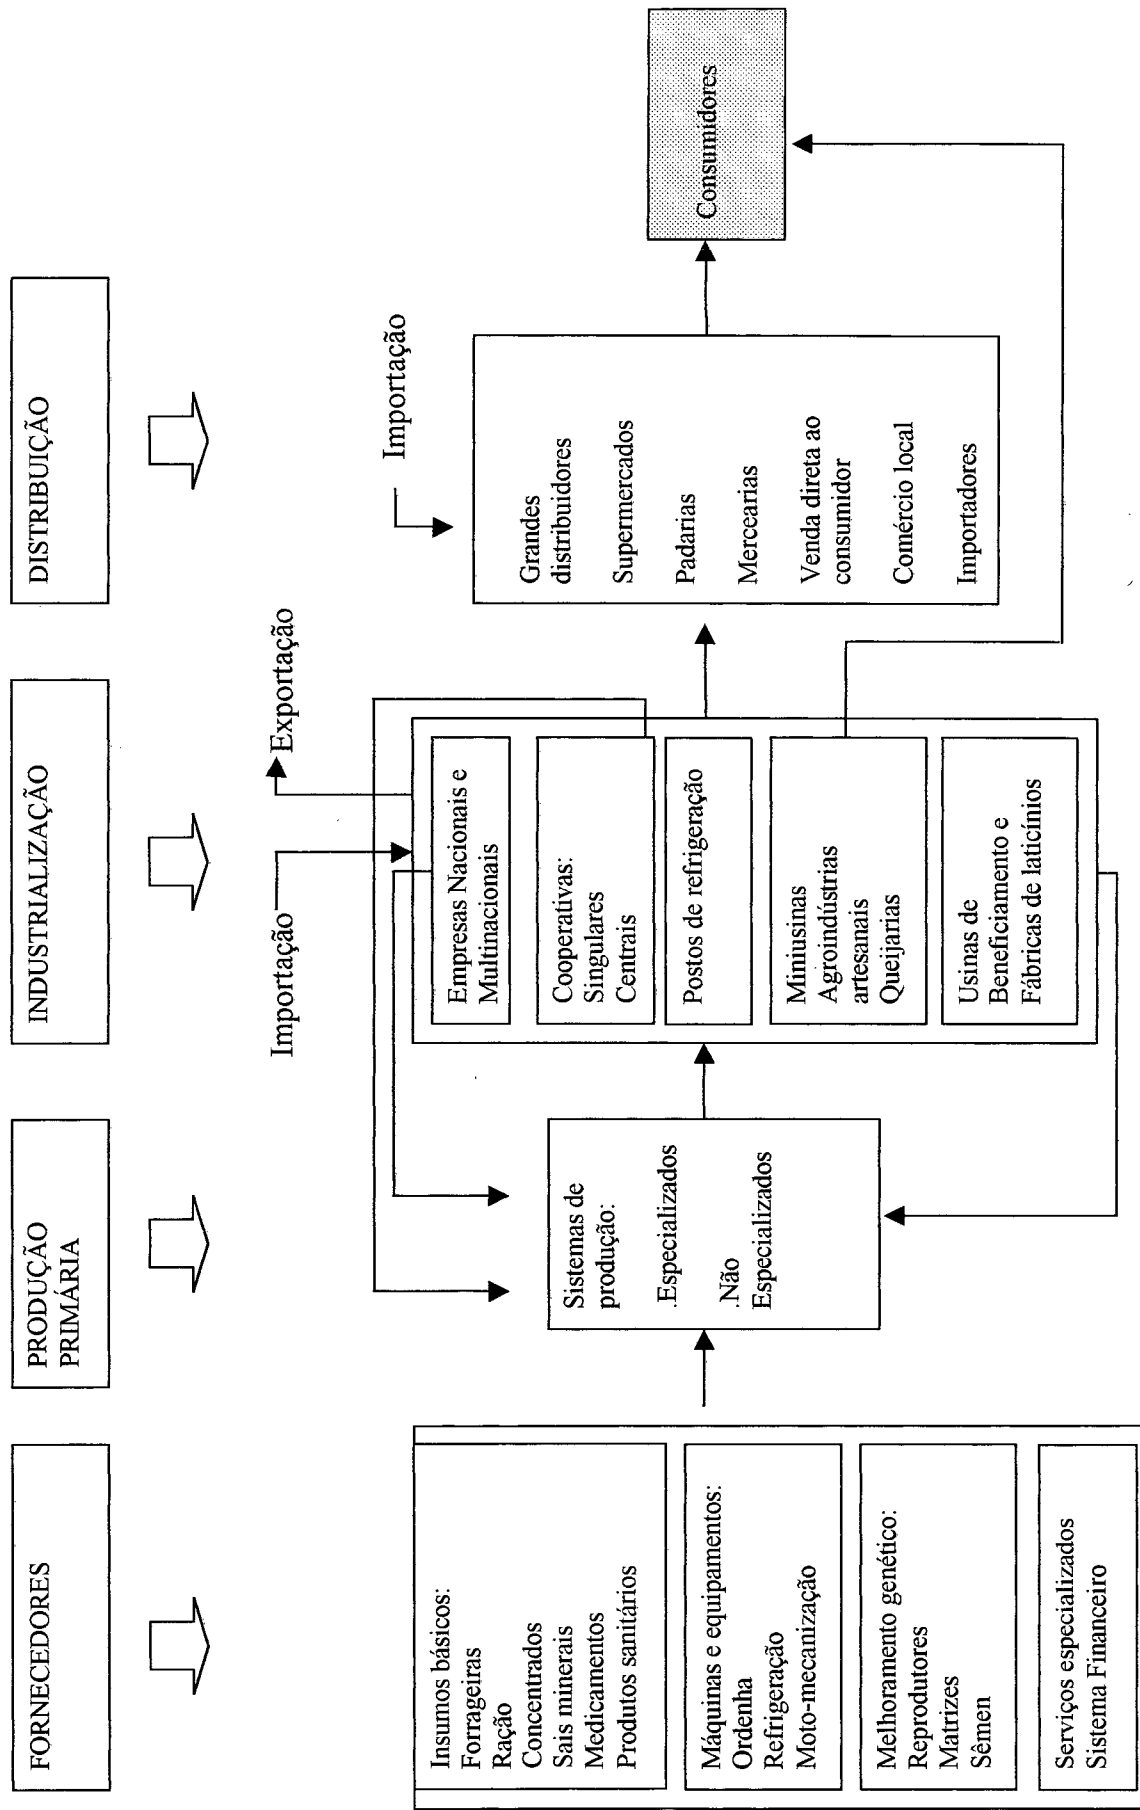 FORNECEDORES
PRODUÇÃO
PRIMÁRIA
INDUSTRIALIZAÇÃO
DISTRIBUIÇÃO
Insumos básicos:
Forrageiras
Ração
Concentrados
Sais minerais
Medicamentos
Produtos sanitários
Máquinas e equipamentos:
Ordenha
Refrigeração
Moto-mecanização
Melhoramento genético:
Reprodutores
Matrizes
Sêmen
Serviços especializados
Sistema Financeiro
Sistemas de
produção:
.Especializados
.Não
Especializados
Importação
Exportação
Empresas Nacionais e
Multinacionais
Cooperativas:
Singulares
Centrais
Postos de refrigeração
Miniusinas
Agroindústrias
artesanais
Queijarias
Usinas de
Beneficiamento e
Fábricas de laticínios
Importação
Grandes
distribuidores
Supermercados
Padarias
Mercearias
Venda direta ao
consumidor
Comércio local
Importadores
Consumidores